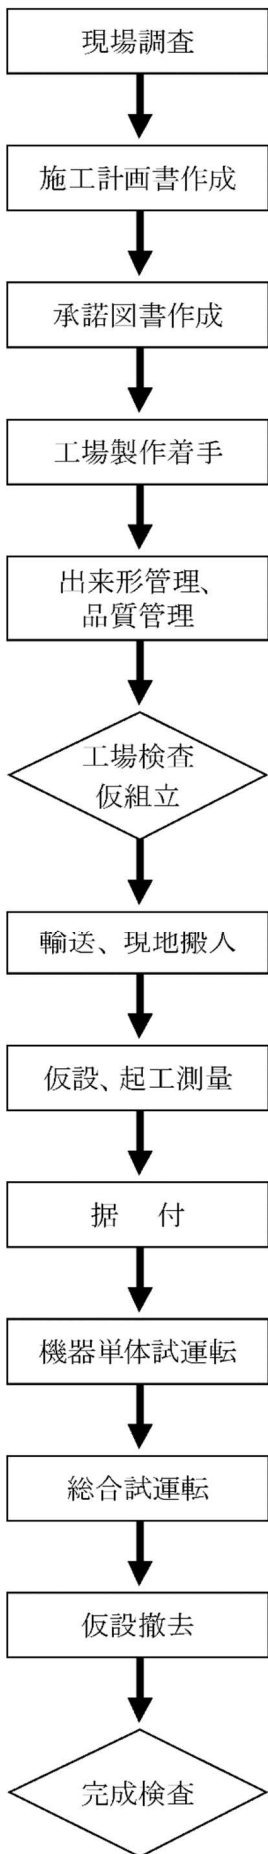 現場調査
施工計画書作成
承諾図書作成
工場製作着手
出来形管理、
品質管理
工場検査
仮組立
輸送、現地搬入
仮設、起工測量
据　付
機器単体試運転
総合試運転
仮設撤去
完成検査